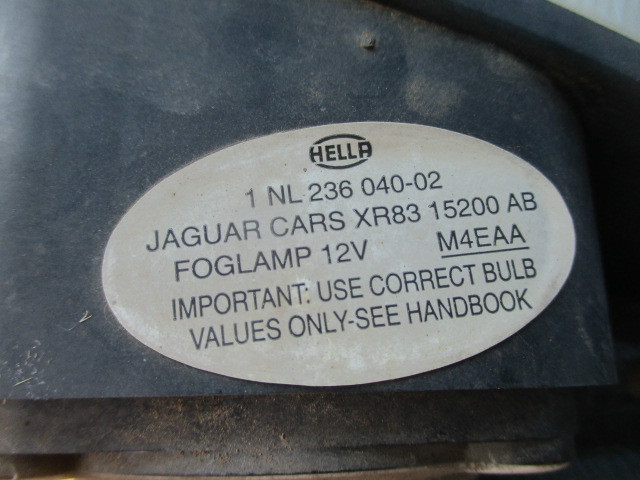 HELLA
1 NL 236 040-02
JAGUAR CARS XR83 15200 AB
FOGLAMP 12V M4EAA
IMPORTANT: USE CORRECT BULB
VALUES ONLY-SEE HANDBOOK